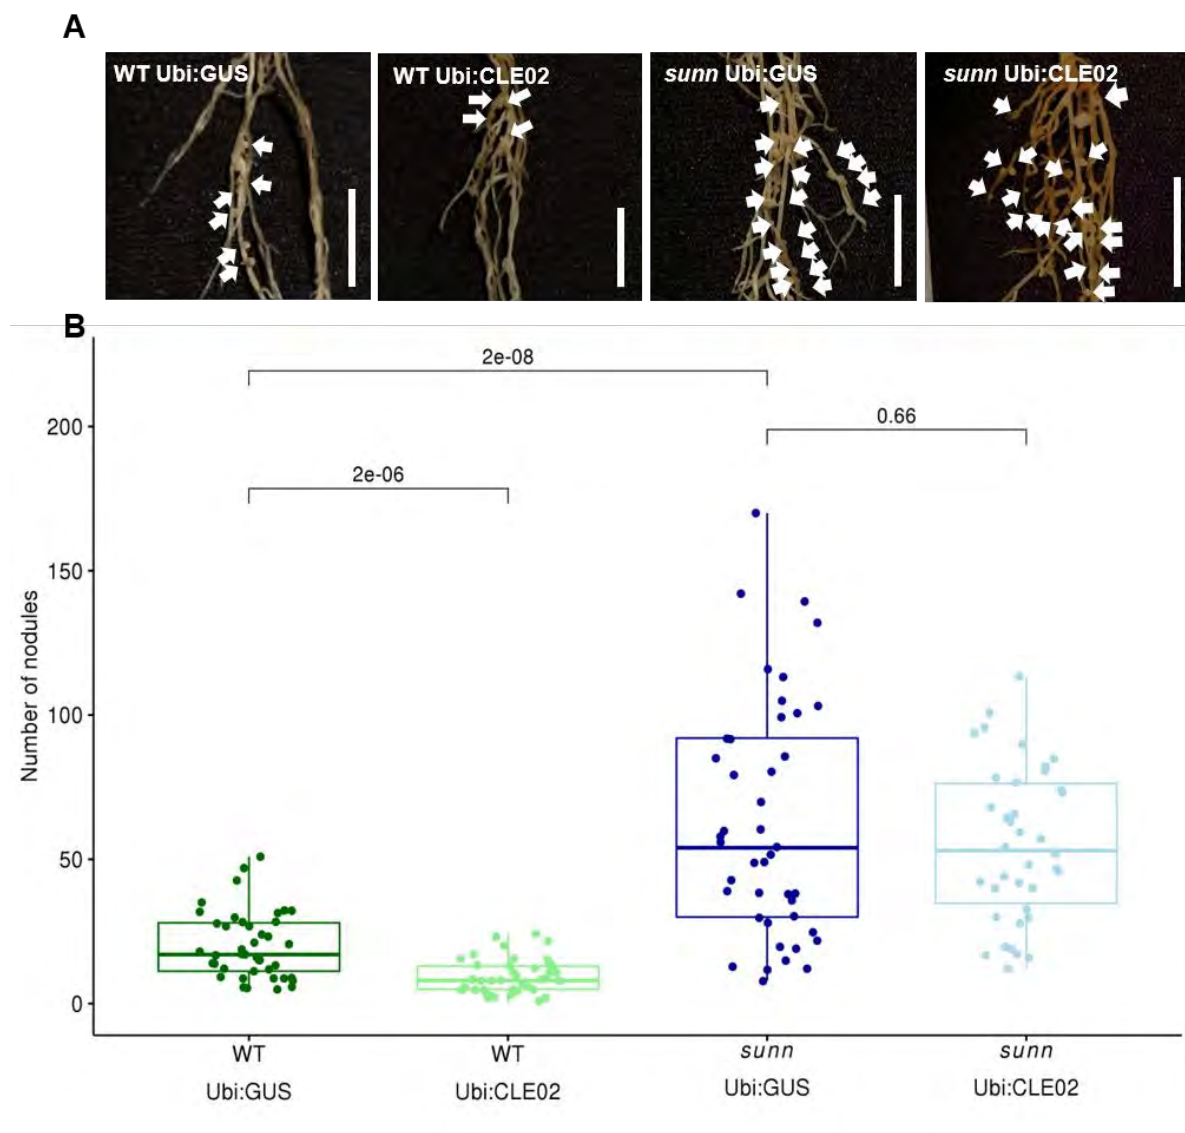 A
WT Ubi:GUS
WT Ubi:CLE02
sunn Ubi:GUS
sunn Ubi:CLE02
B
2e-08
0.66
2e-06
Number of nodules
200
150
100
50
0
WT
WT
sunn
sunn
Ubi:GUS
Ubi:CLE02
Ubi:GUS
Ubi:CLE02